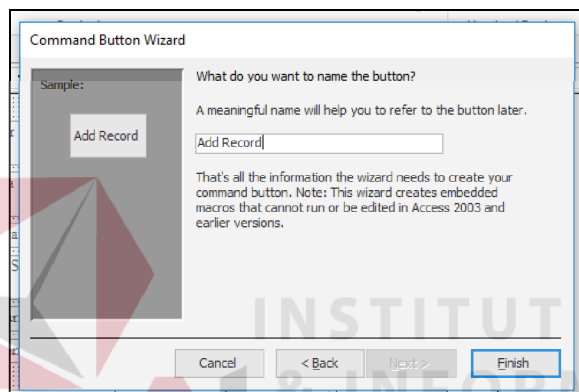 Command Button Wizard
Sample:
Add Record
What do you want to name the button?
A meaningful name will help you to refer to the button later.
Add Record
That's all the information the wizard needs to create your
command button. Note: This wizard creates embedded
macros that cannot run or be edited in Access 2003 and
earlier versions.
INSTITUT
Cancel
< Back
Next >
Finish
&